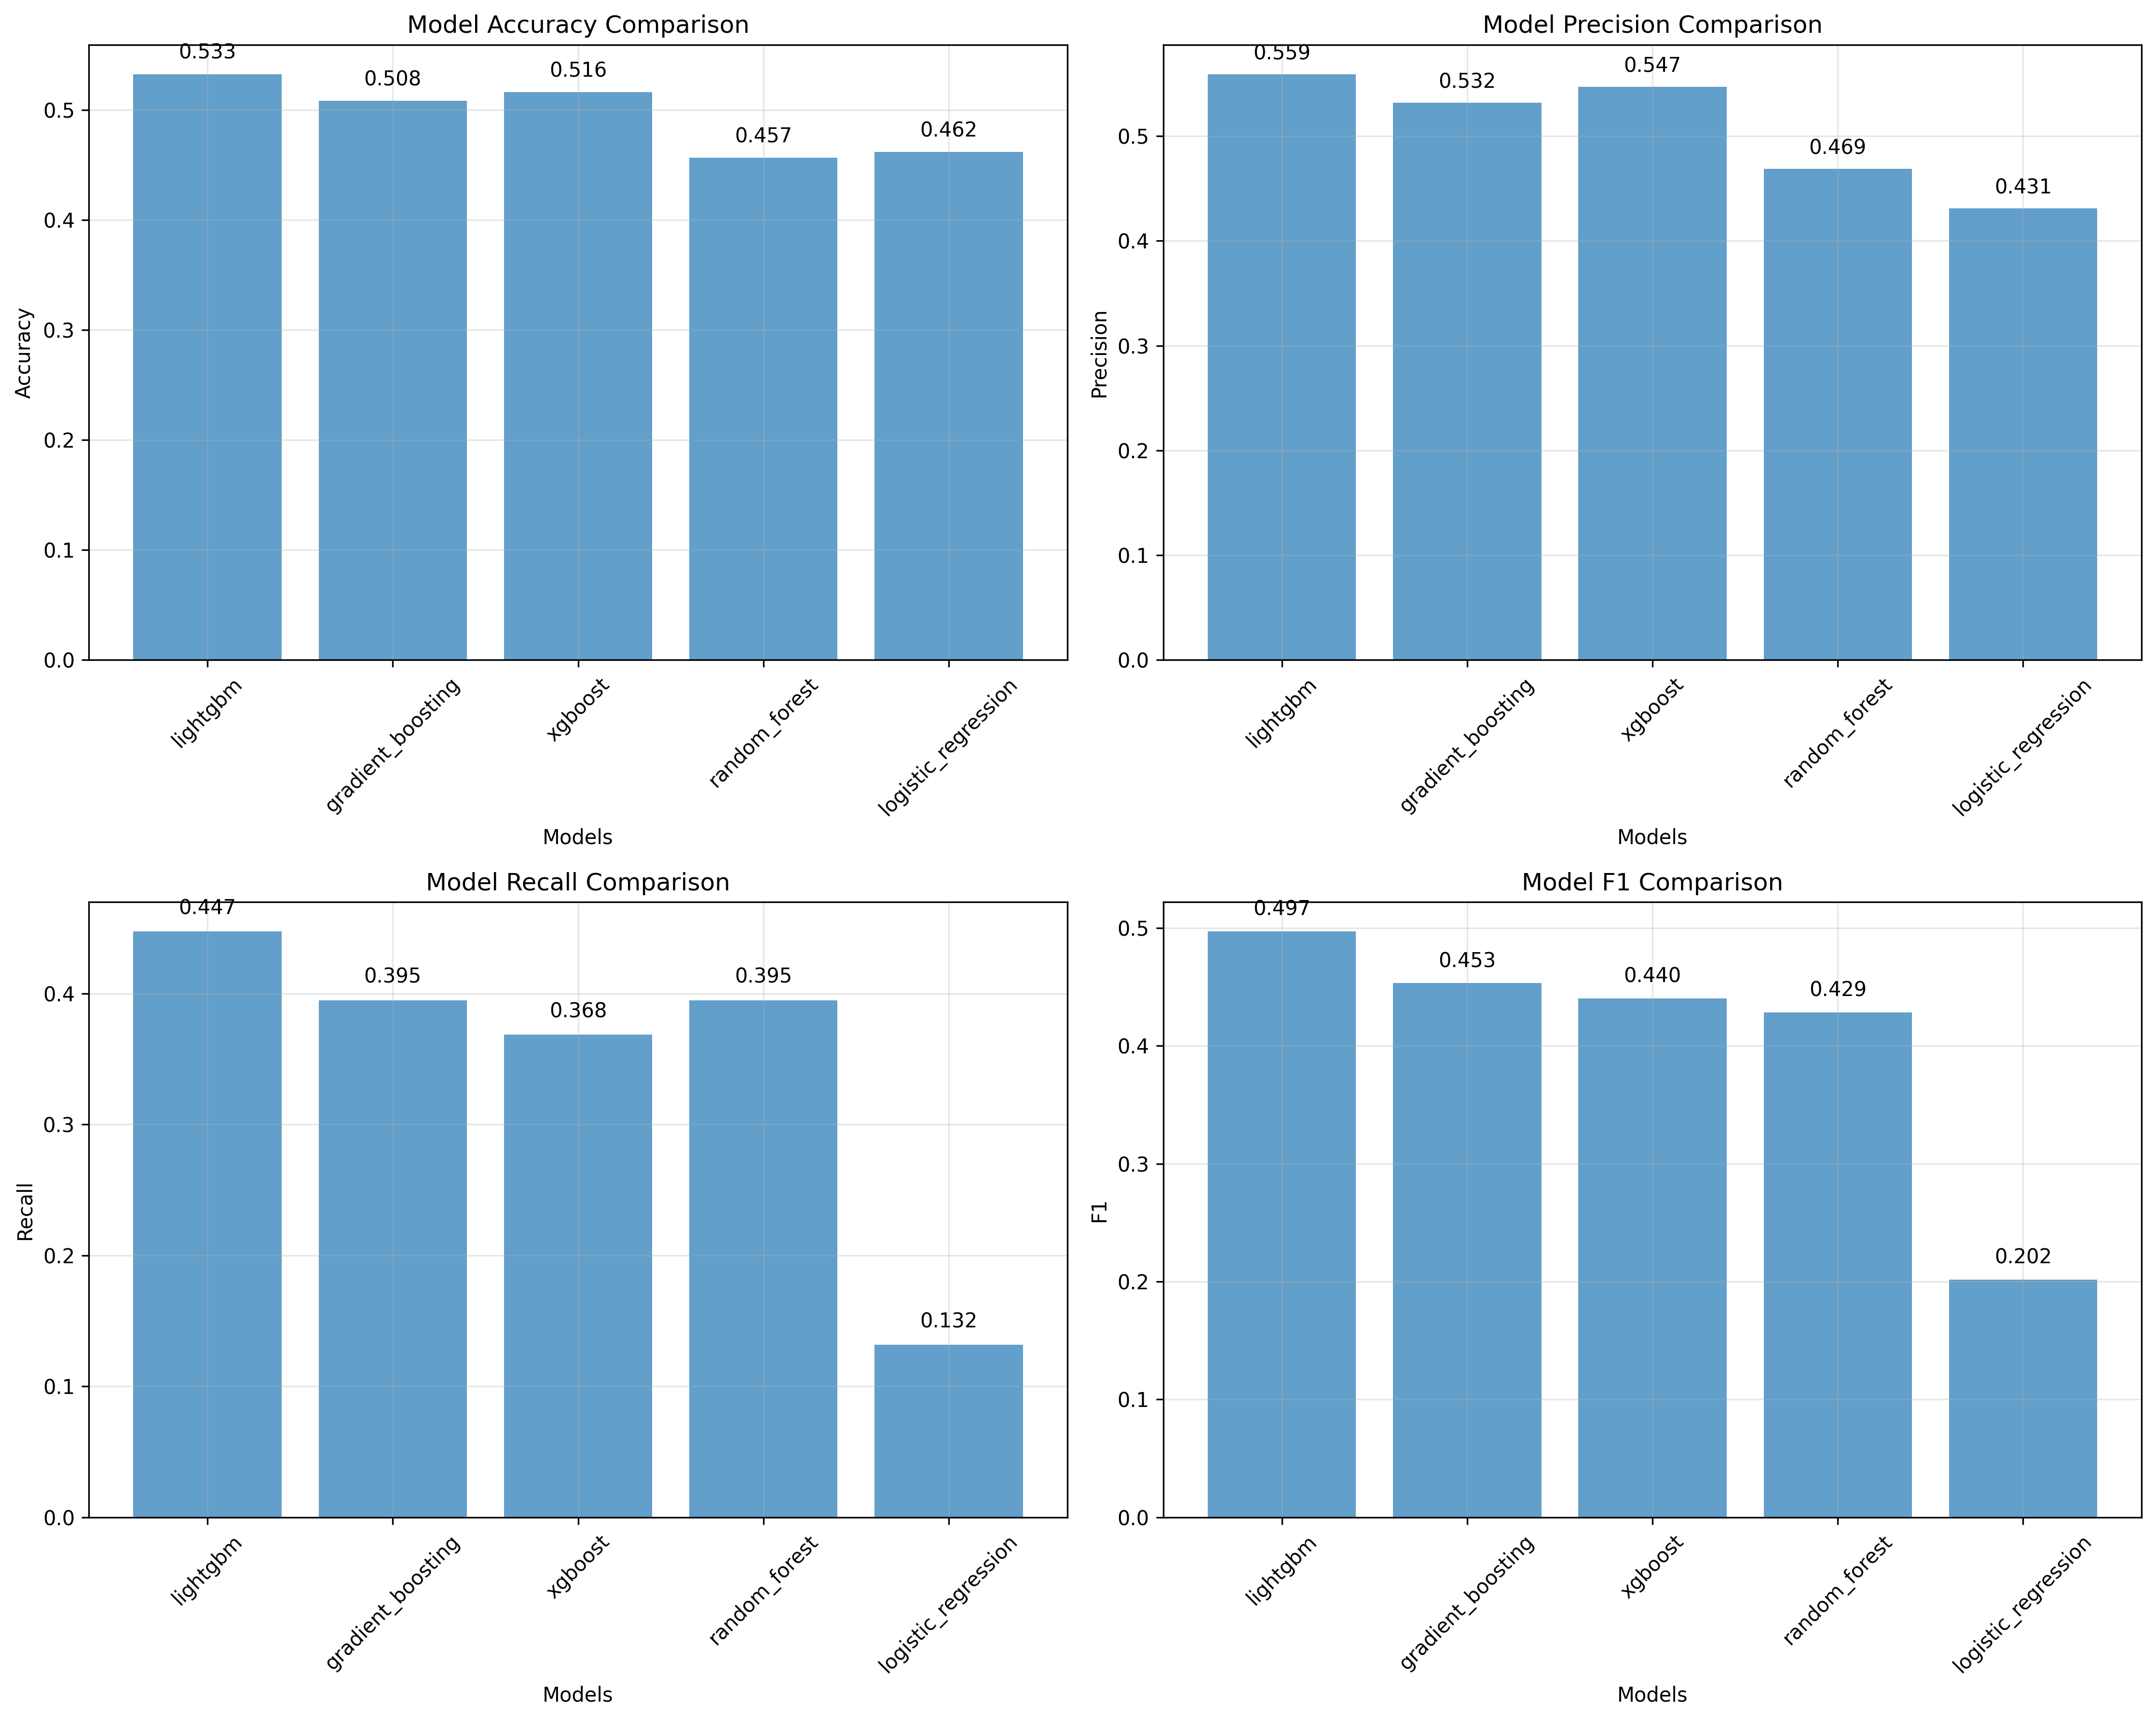 Model Accuracy Comparison
0.533
0.508
0.516
0.457
0.462
0.5
0.4
0.3
0.2
0.1
0.0
Accuracy
lightgbm
gradient_boosting
xgboost
random_forest
logistic_regression
Models
Model Precision Comparison
0.559
0.532
0.547
0.469
0.431
0.5
0.4
0.3
0.2
0.1
0.0
Precision
lightgbm
gradient_boosting
xgboost
random_forest
logistic_regression
Models
Model Recall Comparison
0.447
0.395
0.368
0.395
0.132
0.4
0.3
0.2
0.1
0.0
Recall
lightgbm
gradient_boosting
xgboost
random_forest
logistic_regression
Models
Model F1 Comparison
0.497
0.453
0.440
0.429
0.202
0.5
0.4
0.3
0.2
0.1
0.0
F1
lightgbm
gradient_boosting
xgboost
random_forest
logistic_regression
Models